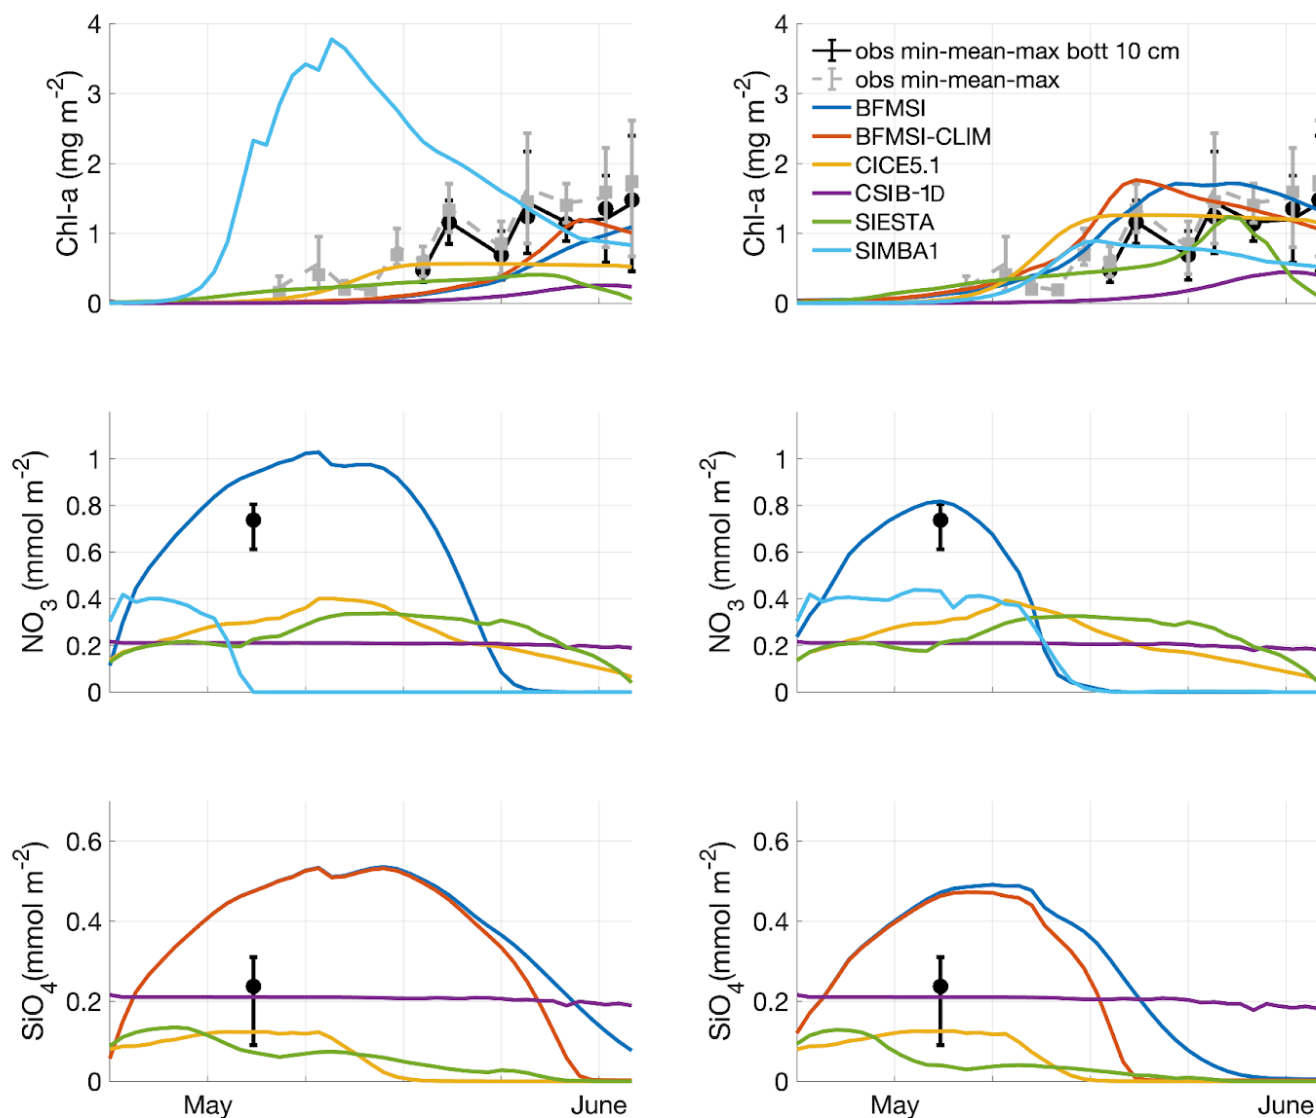 4
3
2
1
0
Chl-a (mg m⁻²)
4
3
2
1
0
Chl-a (mg m⁻²)
obs min-mean-max bott 10 cm
obs min-mean-max
BFMSI
BFMSI-CLIM
CICE5.1
CSIB-1D
SIESTA
SIMBA1
1
0.8
0.6
0.4
0.2
0
NO₃ (mmol m⁻²)
1
0.8
0.6
0.4
0.2
0
NO₃ (mmol m⁻²)
0.6
0.4
0.2
0
SiO₄(mmol m⁻²)
May
June
0.6
0.4
0.2
0
SiO₄(mmol m⁻²)
May
June